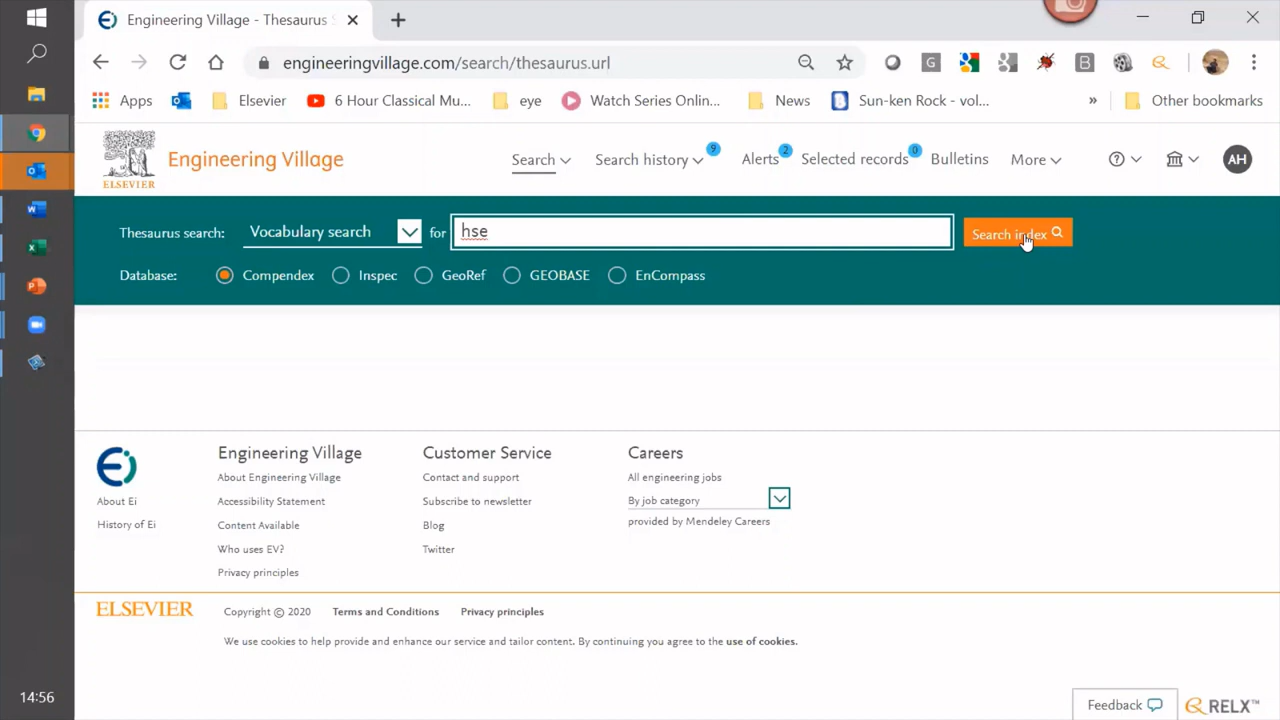 Engineering Village - Thesaurus S
engineeringvillage.com/search/thesaurus.url
G
B
Apps
Elsevier
6 Hour Classical Mu...
eye
Watch Series Onlin...
News
Sun-ken Rock - vol...
»
Other bookmarks
ELSEVIER
Engineering Village
Search
Search history
9
Alerts
2
Selected records
0
Bulletins
More
AH
Thesaurus search:
Vocabulary search
for
hse
Search index
Database:
Compendex
Inspec
GeoRef
GEOBASE
EnCompass
Engineering Village
Customer Service
Careers
About Engineering Village
Contact and support
All engineering jobs
About Ei
Accessibility Statement
Subscribe to newsletter
By job category
History of Ei
Content Available
Blog
provided by Mendeley Careers
Who uses EV?
Twitter
Privacy principles
ELSEVIER
Copyright © 2020
Terms and Conditions
Privacy principles
We use cookies to help provide and enhance our service and tailor content. By continuing you agree to the use of cookies.
14:56
Feedback
RELX™